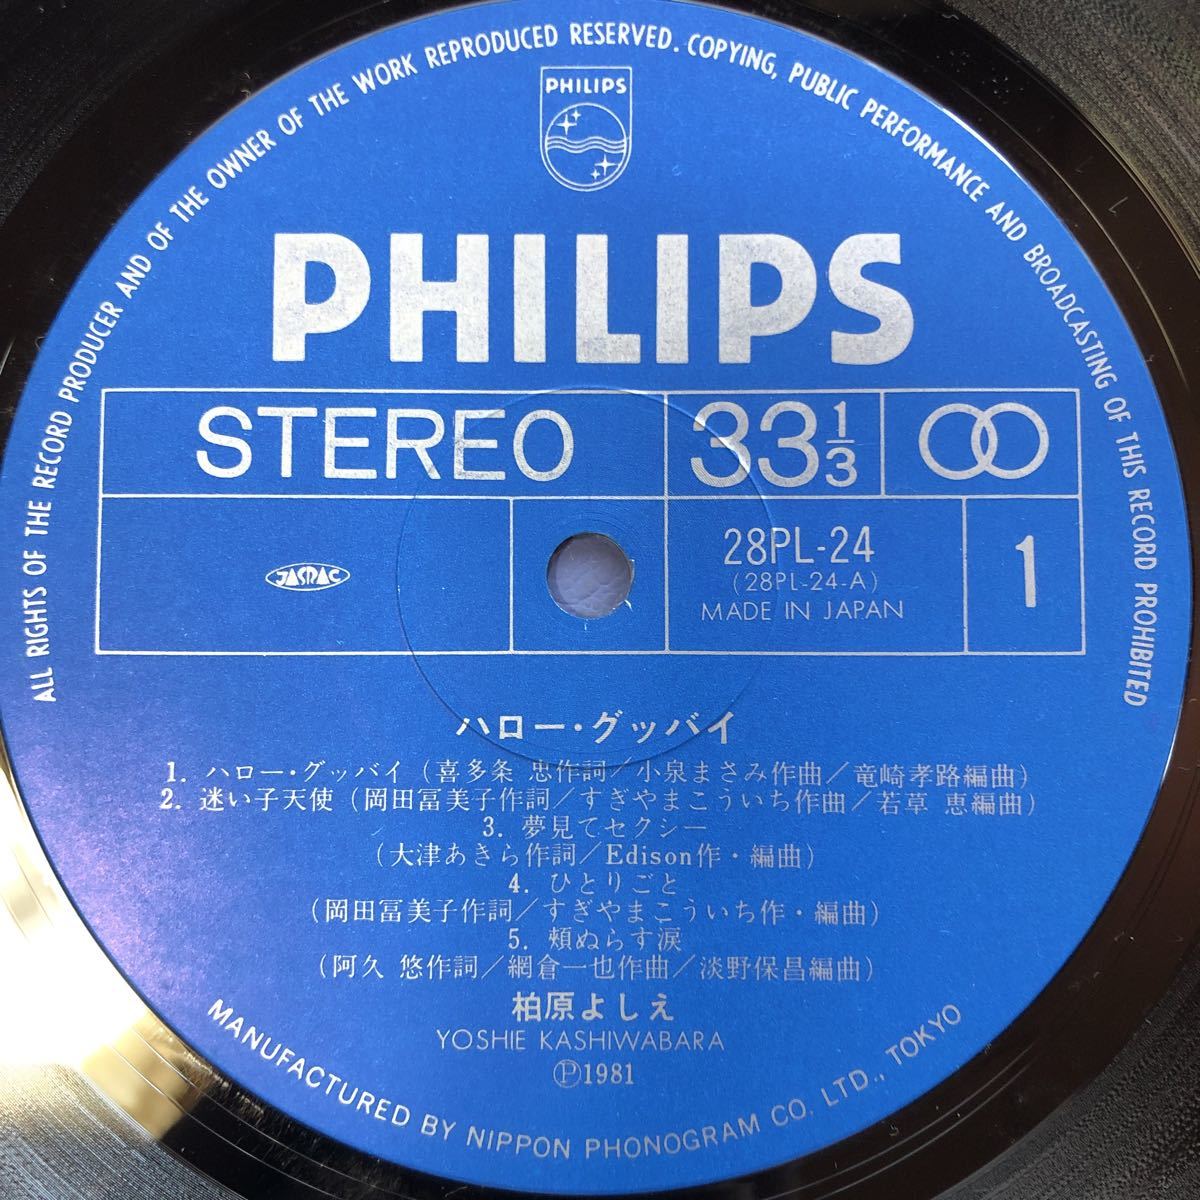 ALL RIGHTS OF THE RECORD PRODUCER AND OF THE OWNER OF THE WORK REPRODUCED RESERVED. COPYING, PUBLIC PERFORMANCE AND BROADCASTING OF THIS RECORD PROHIBITED
PHILIPS
PHILIPS
STEREO
33 1/3
JASRAC
28PL-24
(28PL-24-A)
MADE IN JAPAN
1
ハロー・グッバイ
1. ハロー・グッバイ (喜多条 忠作詞/小泉まさみ作曲/竜崎孝路編曲)
2. 迷い子天使 (岡田冨美子作詞/すぎやまこういち作曲/若草 恵編曲)
3. 夢見てセクシー
(大津あきら作詞/Edison作・編曲)
4. ひとりごと
(岡田冨美子作詞/すぎやまこういち作・編曲)
5. 頬ぬらす涙
(阿久 悠作詞/網倉一也作曲/淡野保昌編曲)
柏原よしえ
YOSHIE KASHIWABARA
Ⓟ1981
MANUFACTURED BY NIPPON PHONOGRAM CO. LTD., TOKYO